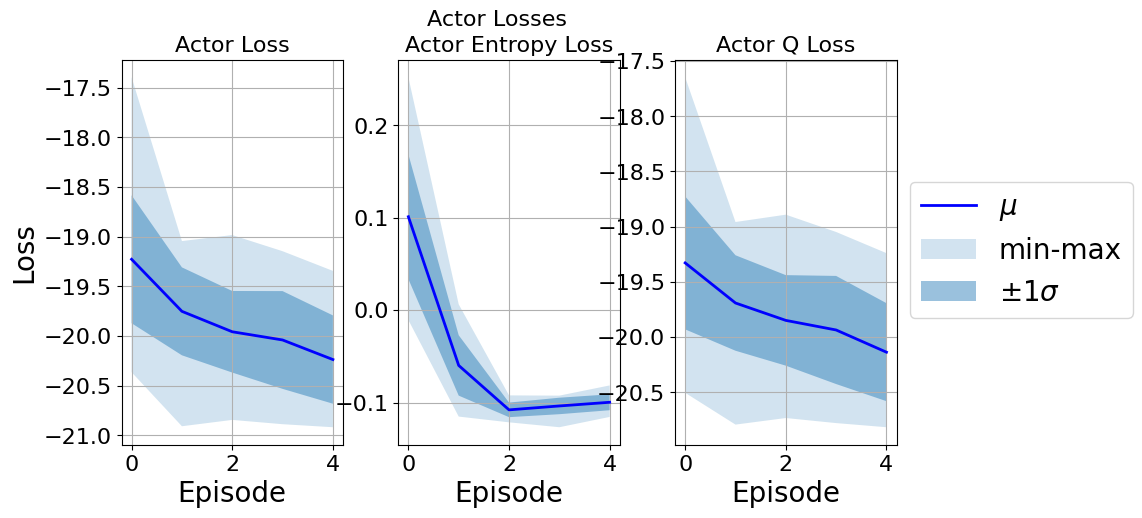 Actor Losses
Actor Loss
Actor Entropy Loss
Actor Q Loss
Loss
−17.5
−18.0
−18.5
−19.0
−19.5
−20.0
−20.5
−21.0
0 2 4
Episode
0.2
0.1
0.0
−0.1
0 2 4
Episode
−17.5
−18.0
−18.5
−19.0
−19.5
−20.0
−20.5
0 2 4
Episode
μ
min-max
±1σ